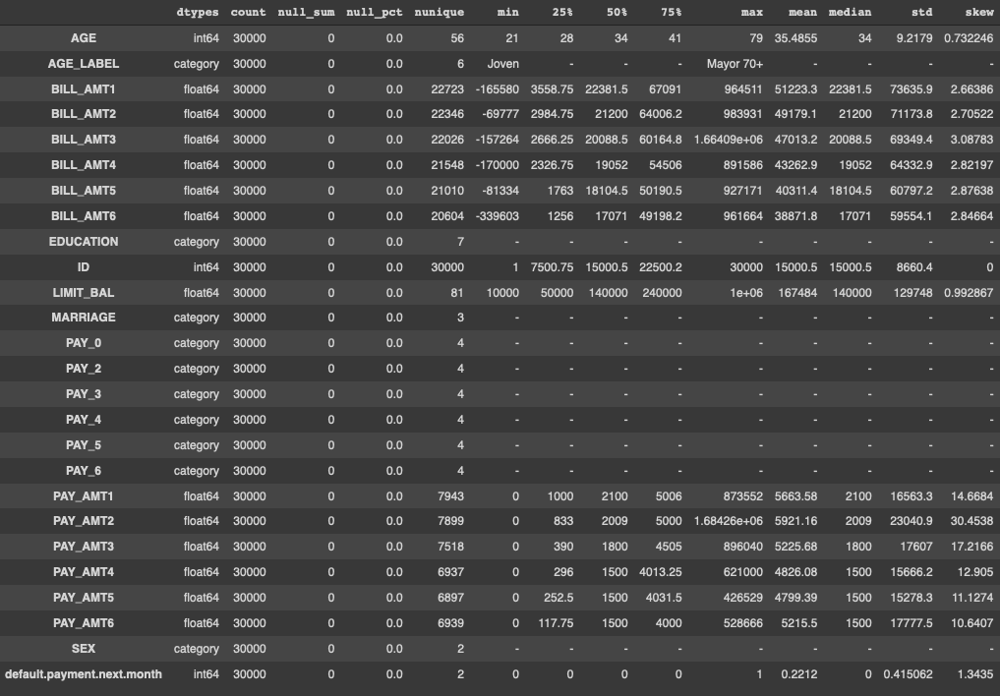 dtypes count null_sum null_pct nunique min 25% 50% 75% max mean median std skew
AGE int64 30000 0 0.0 56 21 28 34 41 79 35.4855 34 9.2179 0.732246
AGE_LABEL category 30000 0 0.0 6 Joven - - - Mayor 70+ - - - -
BILL_AMT1 float64 30000 0 0.0 22723 -165580 3558.75 22381.5 67091 964511 51223.3 22381.5 73635.9 2.66386
BILL_AMT2 float64 30000 0 0.0 22346 -69777 2984.75 21200 64006.2 983931 49179.1 21200 71173.8 2.70522
BILL_AMT3 float64 30000 0 0.0 22026 -157264 2666.25 20088.5 60164.8 1.66409e+06 47013.2 20088.5 69349.4 3.08783
BILL_AMT4 float64 30000 0 0.0 21548 -170000 2326.75 19052 54506 891586 43262.9 19052 64332.9 2.82197
BILL_AMT5 float64 30000 0 0.0 21010 -81334 1763 18104.5 50190.5 927171 40311.4 18104.5 60797.2 2.87638
BILL_AMT6 float64 30000 0 0.0 20604 -339603 1256 17071 49198.2 961664 38871.8 17071 59554.1 2.84664
EDUCATION category 30000 0 0.0 7 - - - - - - - - -
ID int64 30000 0 0.0 30000 1 7500.75 15000.5 22500.2 30000 15000.5 15000.5 8660.4 0
LIMIT_BAL float64 30000 0 0.0 81 10000 50000 140000 240000 1e+06 167484 140000 129748 0.992867
MARRIAGE category 30000 0 0.0 3 - - - - - - - - -
PAY_0 category 30000 0 0.0 4 - - - - - - - - -
PAY_2 category 30000 0 0.0 4 - - - - - - - - -
PAY_3 category 30000 0 0.0 4 - - - - - - - - -
PAY_4 category 30000 0 0.0 4 - - - - - - - - -
PAY_5 category 30000 0 0.0 4 - - - - - - - - -
PAY_6 category 30000 0 0.0 4 - - - - - - - - -
PAY_AMT1 float64 30000 0 0.0 7943 0 1000 2100 5006 873552 5663.58 2100 16563.3 14.6684
PAY_AMT2 float64 30000 0 0.0 7899 0 833 2009 5000 1.68426e+06 5921.16 2009 23040.9 30.4538
PAY_AMT3 float64 30000 0 0.0 7518 0 390 1800 4505 896040 5225.68 1800 17607 17.2166
PAY_AMT4 float64 30000 0 0.0 6937 0 296 1500 4013.25 621000 4826.08 1500 15666.2 12.905
PAY_AMT5 float64 30000 0 0.0 6897 0 252.5 1500 4031.5 426529 4799.39 1500 15278.3 11.1274
PAY_AMT6 float64 30000 0 0.0 6939 0 117.75 1500 4000 528666 5215.5 1500 17777.5 10.6407
SEX category 30000 0 0.0 2 - - - - - - - - -
default.payment.next.month int64 30000 0 0.0 2 0 0 0 0 1 0.2212 0 0.415062 1.3435